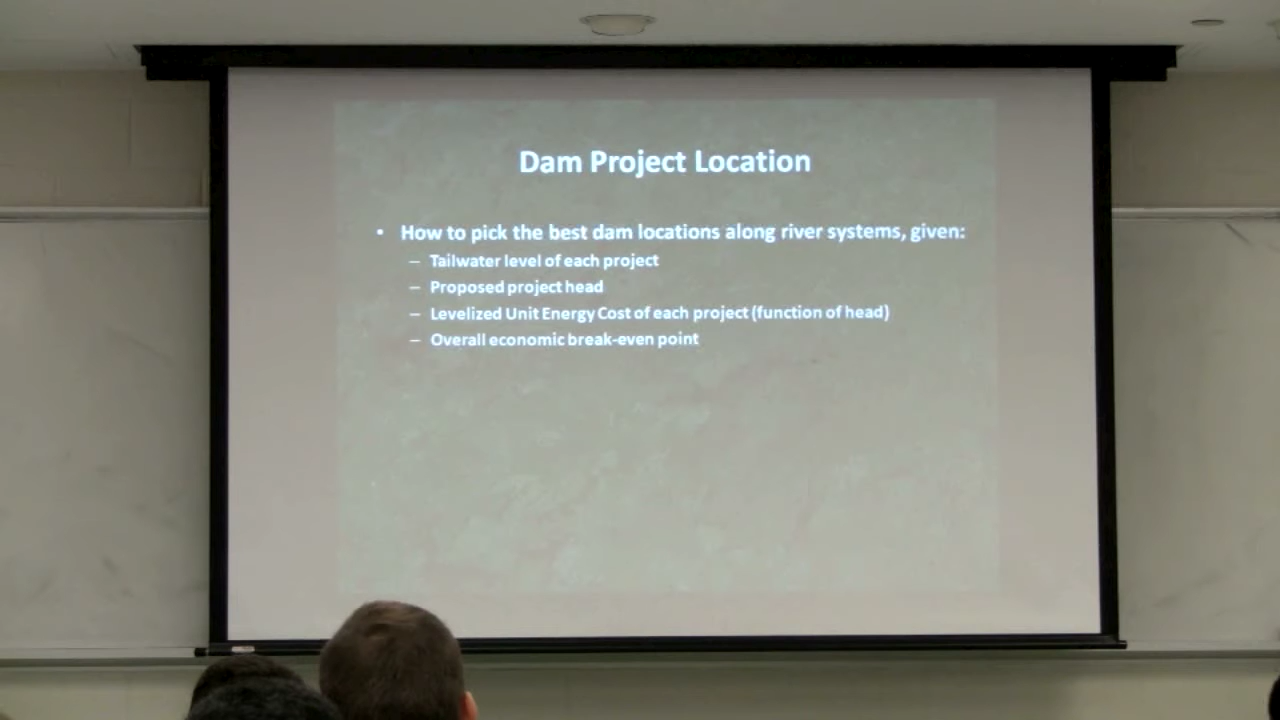 Dam Project Location
• How to pick the best dam locations along river systems, given:
– Tailwater level of each project
– Proposed project head
– Levelized Unit Energy Cost of each project (function of head)
– Overall economic break-even point